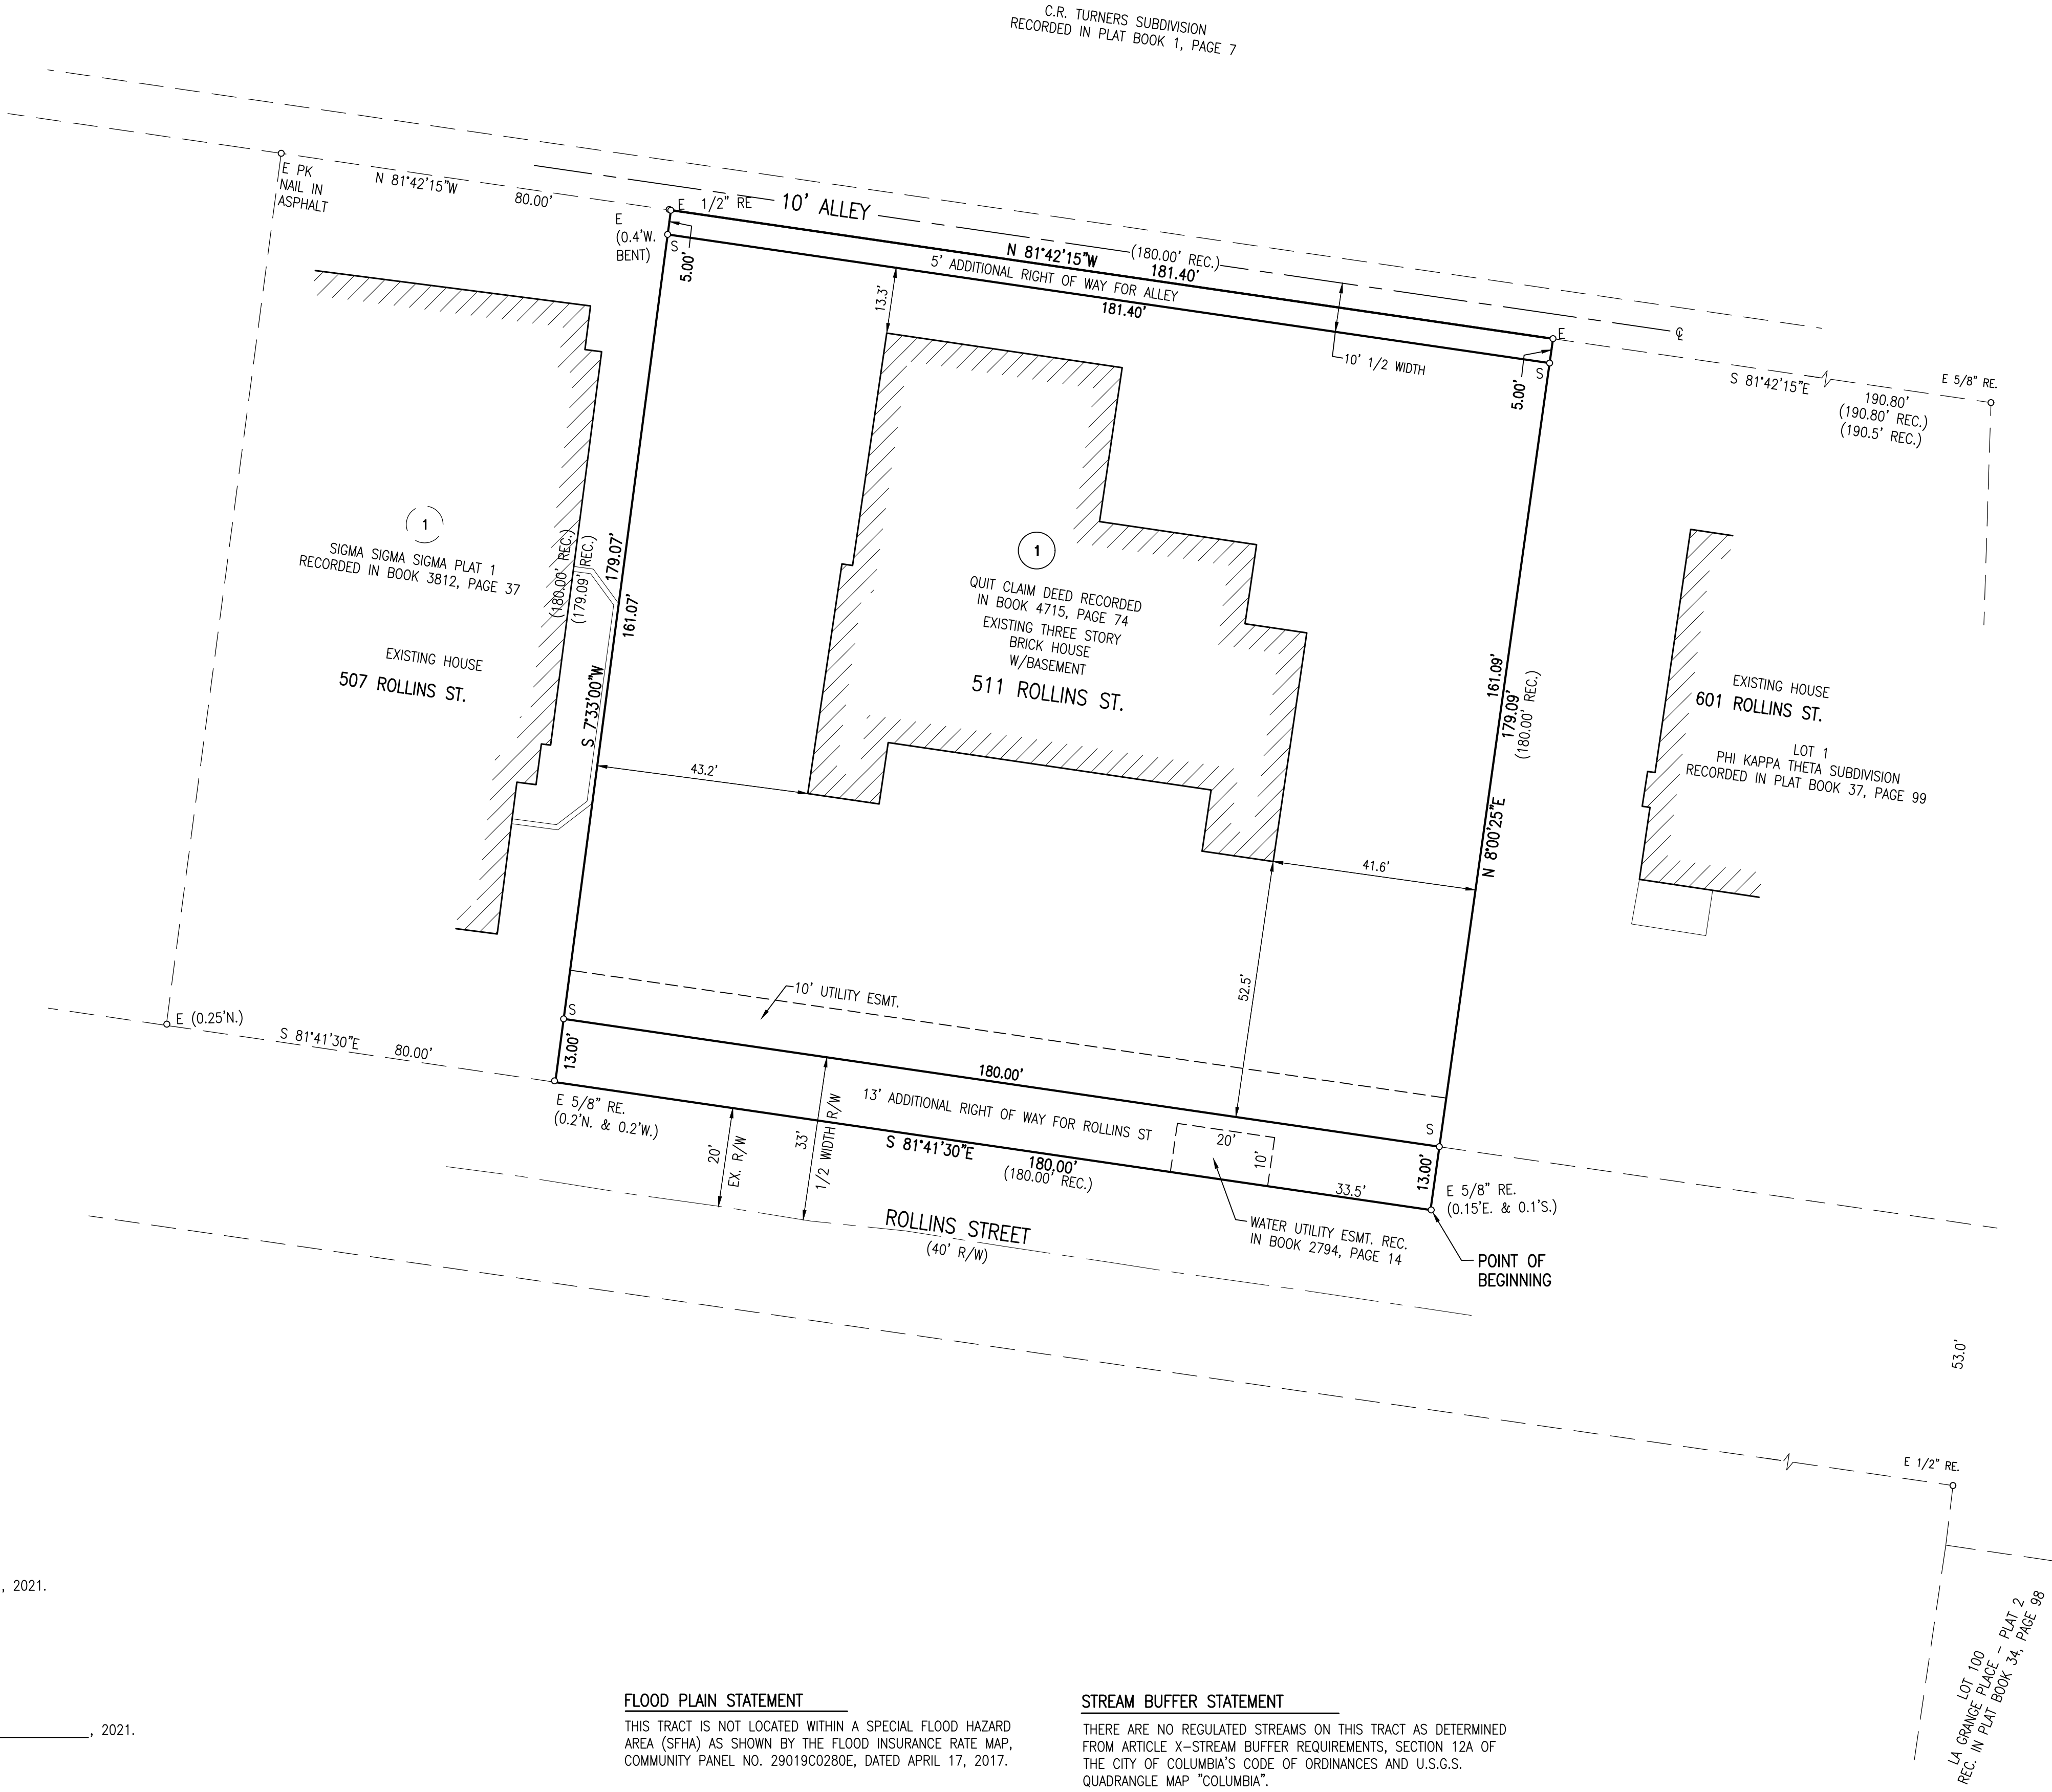 C.R. TURNERS SUBDIVISION
RECORDED IN PLAT BOOK 1, PAGE 7
E PK
NAIL IN
ASPHALT
N 81°42'15"W
80.00'
E
(0.4'W.
BENT)
E 1/2" RE
10' ALLEY
S
5.00'
N 81°42'15"W
(180.00' REC.)
181.40'
5' ADDITIONAL RIGHT OF WAY FOR ALLEY
181.40'
13.3'
10' 1/2 WIDTH
℄
E
S
5.00'
S 81°42'15"E
190.80'
(190.80' REC.)
(190.5' REC.)
E 5/8" RE.
1
SIGMA SIGMA SIGMA PLAT 1
RECORDED IN BOOK 3812, PAGE 37
EXISTING HOUSE
507 ROLLINS ST.
(180.00' REC.)
(179.09' REC.)
179.07'
161.07'
S 7°33'00"W
1
QUIT CLAIM DEED RECORDED
IN BOOK 4715, PAGE 74
EXISTING THREE STORY
BRICK HOUSE
W/BASEMENT
511 ROLLINS ST.
43.2'
41.6'
52.5'
161.09'
179.09'
(180.00' REC.)
N 8°00'25"E
EXISTING HOUSE
601 ROLLINS ST.
LOT 1
PHI KAPPA THETA SUBDIVISION
RECORDED IN PLAT BOOK 37, PAGE 99
10' UTILITY ESMT.
E (0.25'N.)
S 81°41'30"E
80.00'
S
13.00'
E 5/8" RE.
(0.2'N. & 0.2'W.)
180.00'
13' ADDITIONAL RIGHT OF WAY FOR ROLLINS ST
S 81°41'30"E
180.00'
(180.00' REC.)
20'
EX. R/W
33'
1/2 WIDTH R/W
20'
10'
33.5'
S
13.00'
E 5/8" RE.
(0.15'E. & 0.1'S.)
WATER UTILITY ESMT. REC.
IN BOOK 2794, PAGE 14
POINT OF
BEGINNING
ROLLINS STREET
(40' R/W)
53.0'
E 1/2" RE.
LOT 100
LA GRANGE PLACE - PLAT 2
REC. IN PLAT BOOK 34, PAGE 98
, 2021.
, 2021.
FLOOD PLAIN STATEMENT
THIS TRACT IS NOT LOCATED WITHIN A SPECIAL FLOOD HAZARD
AREA (SFHA) AS SHOWN BY THE FLOOD INSURANCE RATE MAP,
COMMUNITY PANEL NO. 29019C0280E, DATED APRIL 17, 2017.
STREAM BUFFER STATEMENT
THERE ARE NO REGULATED STREAMS ON THIS TRACT AS DETERMINED
FROM ARTICLE X-STREAM BUFFER REQUIREMENTS, SECTION 12A OF
THE CITY OF COLUMBIA'S CODE OF ORDINANCES AND U.S.G.S.
QUADRANGLE MAP "COLUMBIA".